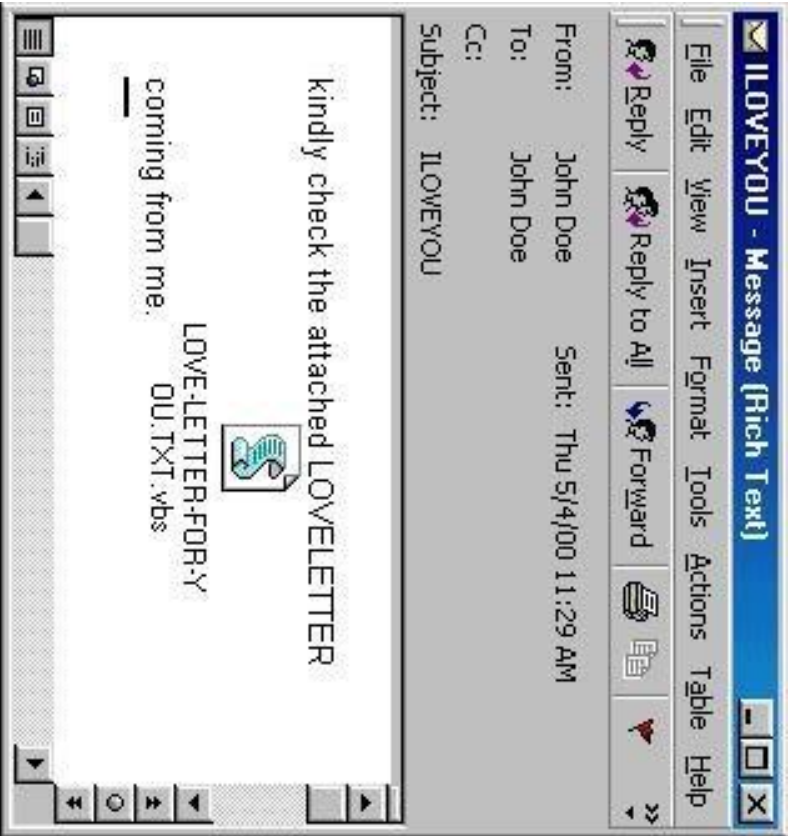 ILOVEYOU - Message (Rich Text)
File Edit View Insert Format Tools Actions Table Help
Reply Reply to All Forward
From: John Doe Sent: Thu 5/4/00 11:29 AM
To: John Doe
Cc:
Subject: ILOVEYOU
kindly check the attached LOVELETTER
coming from me.
LOVE-LETTER-FOR-Y
OU.TXT.vbs